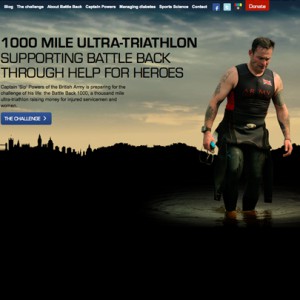 Blog The challenge About Battle Back Captain Powers Managing diabetes Sports Science Contact Donate
1000 MILE ULTRA-TRIATHLON
SUPPORTING BATTLE BACK
THROUGH HELP FOR HEROES
Captain 'Bip' Powers of the British Army is preparing for the
challenge of his life: the Battle Back 1000, a thousand mile
ultra-triathlon raising money for injured servicemen and
women.
THE CHALLENGE